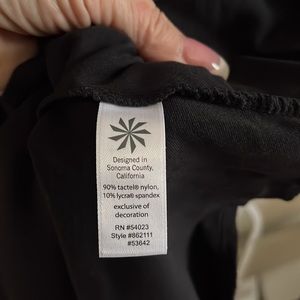 Designed in
Sonoma County,
California
90% tactel® nylon,
10% lycra® spandex
exclusive of
decoration
RN #54023
Style #862111
#53642